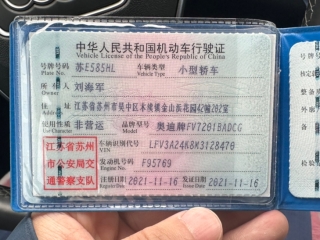 中华人民共和国机动车行驶证
Vehicle License of the People's Republic of China
号牌号码 苏E585HL 车辆类型 小型轿车
Plate No. Vehicle Type
所有人 刘海军
Owner
住址 江苏省苏州市吴中区木渎镇金山浜花园42幢202室
Address
使用性质 非营运 品牌型号 奥迪牌FV7201BADCG
Use Character Model
江苏省苏州
市公安局交
通警察支队
车辆识别代号 LFV3A24K8M3128470
VIN
发动机号码 F95769
Engine No.
注册日期 2021-11-16 发证日期 2021-11-16
Register Date Issue Date